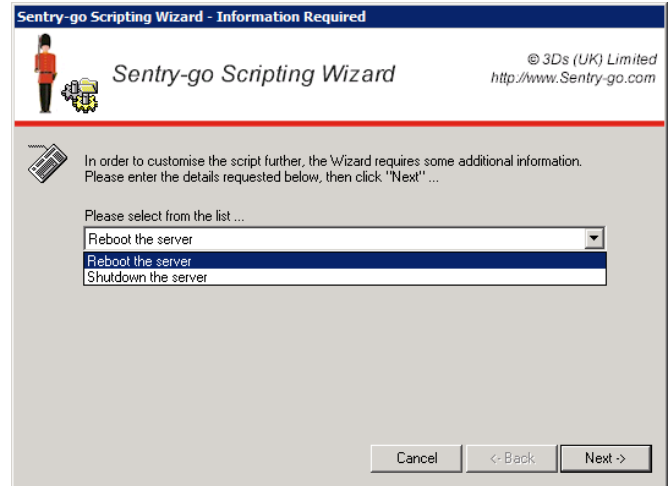 Sentry-go Scripting Wizard - Information Required
Sentry-go Scripting Wizard
© 3Ds (UK) Limited
http://www.Sentry-go.com
In order to customise the script further, the Wizard requires some additional information.
Please enter the details requested below, then click "Next" ...
Please select from the list ...
Reboot the server
Reboot the server
Shutdown the server
Cancel
<- Back
Next ->